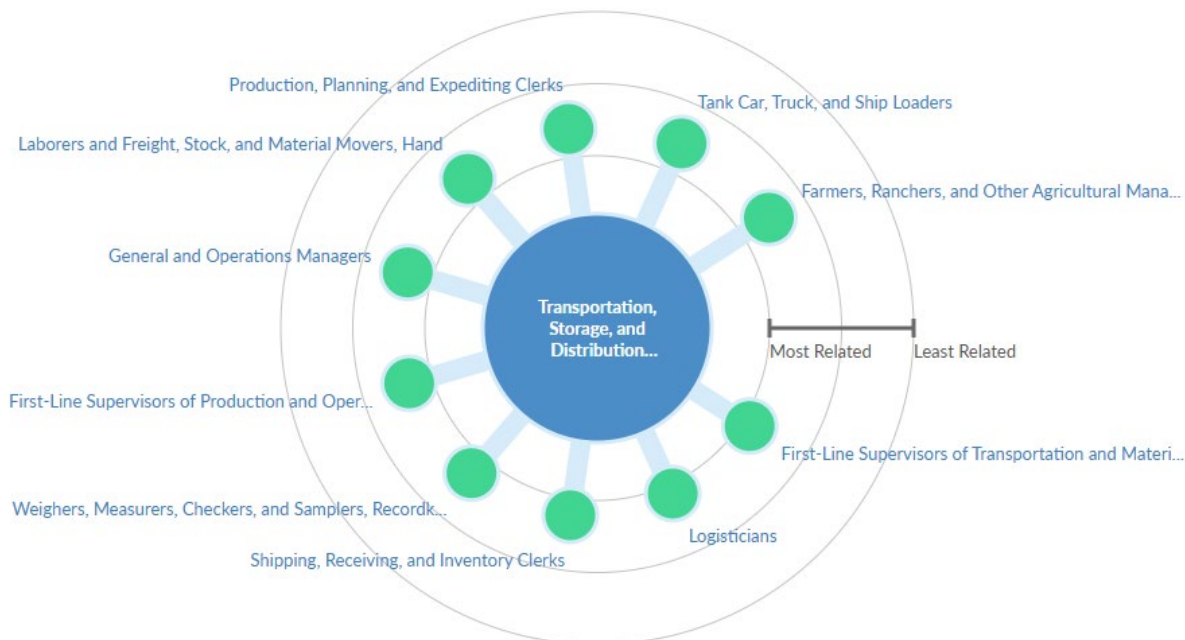 Production, Planning, and Expediting Clerks
Tank Car, Truck, and Ship Loaders
Laborers and Freight, Stock, and Material Movers, Hand
Farmers, Ranchers, and Other Agricultural Mana...
General and Operations Managers
Transportation,
Storage, and
Distribution...
Most Related
Least Related
First-Line Supervisors of Production and Oper...
First-Line Supervisors of Transportation and Materi...
Weighers, Measurers, Checkers, and Samplers, Recordk...
Logisticians
Shipping, Receiving, and Inventory Clerks